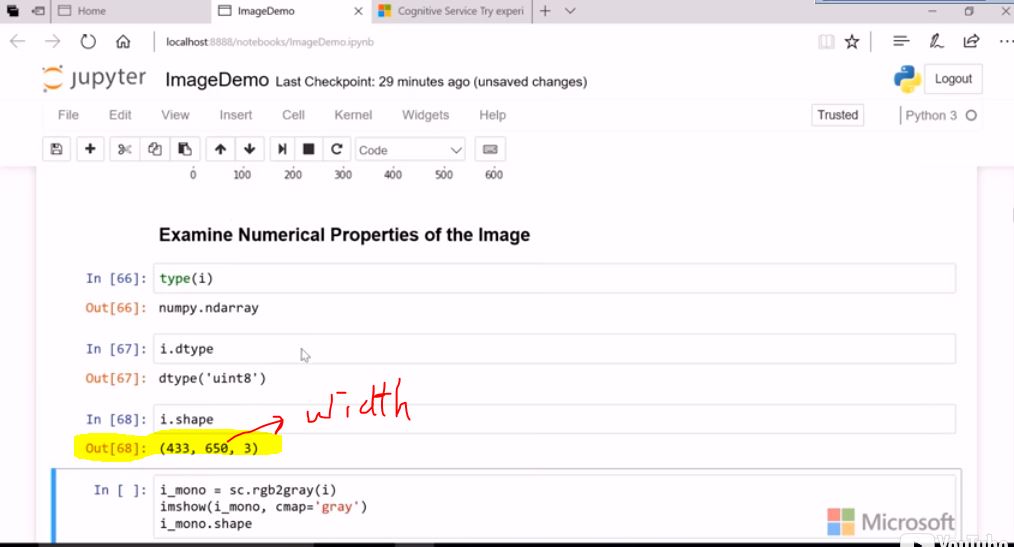 Home
ImageDemo
Cognitive Service Try experi
localhost:8888/notebooks/ImageDemo.ipynb
jupyter ImageDemo Last Checkpoint: 29 minutes ago (unsaved changes)
Logout
File Edit View Insert Cell Kernel Widgets Help
Trusted
Python 3
Code
0 100 200 300 400 500 600
Examine Numerical Properties of the Image
In [66]: type(i)
Out[66]: numpy.ndarray
In [67]: i.dtype
Out[67]: dtype('uint8')
width
In [68]: i.shape
Out[68]: (433, 650, 3)
In [ ]: i_mono = sc.rgb2gray(i)
imshow(i_mono, cmap='gray')
i_mono.shape
Microsoft
YouTube